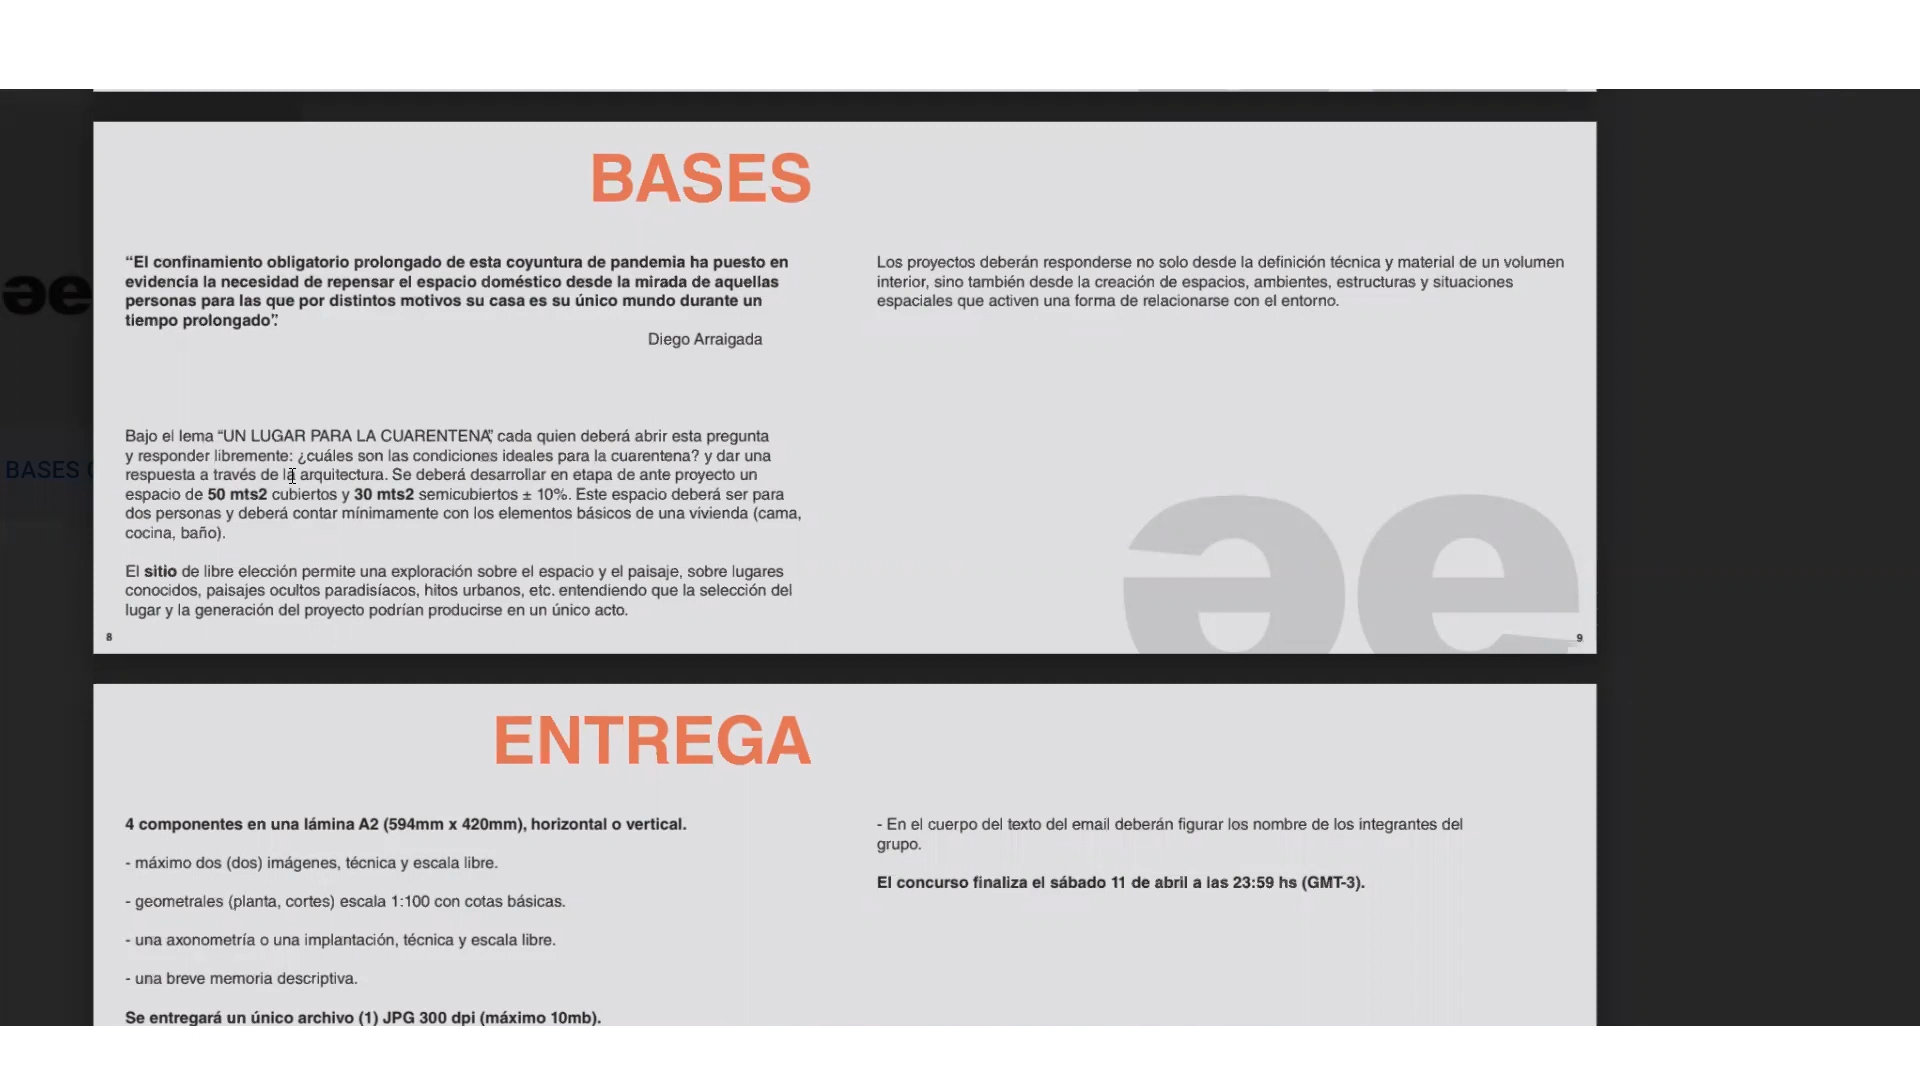 BASES
“El confinamiento obligatorio prolongado de esta coyuntura de pandemia ha puesto en
evidencia la necesidad de repensar el espacio doméstico desde la mirada de aquellas
personas para las que por distintos motivos su casa es su único mundo durante un
tiempo prolongado”.
Diego Arraigada
Bajo el lema “UN LUGAR PARA LA CUARENTENA”, cada quien deberá abrir esta pregunta
y responder libremente: ¿cuáles son las condiciones ideales para la cuarentena? y dar una
respuesta a través de la arquitectura. Se deberá desarrollar en etapa de ante proyecto un
espacio de 50 mts2 cubiertos y 30 mts2 semicubiertos ± 10%. Este espacio deberá ser para
dos personas y deberá contar mínimamente con los elementos básicos de una vivienda (cama,
cocina, baño).
El sitio de libre elección permite una exploración sobre el espacio y el paisaje, sobre lugares
conocidos, paisajes ocultos paradisíacos, hitos urbanos, etc. entendiendo que la selección del
lugar y la generación del proyecto podrían producirse en un único acto.
8
Los proyectos deberán responderse no solo desde la definición técnica y material de un volumen
interior, sino también desde la creación de espacios, ambientes, estructuras y situaciones
espaciales que activen una forma de relacionarse con el entorno.
əe
9
əe
BASES
ENTREGA
4 componentes en una lámina A2 (594mm x 420mm), horizontal o vertical.
- máximo dos (dos) imágenes, técnica y escala libre.
- geometrales (planta, cortes) escala 1:100 con cotas básicas.
- una axonometría o una implantación, técnica y escala libre.
- una breve memoria descriptiva.
Se entregará un único archivo (1) JPG 300 dpi (máximo 10mb).
- En el cuerpo del texto del email deberán figurar los nombre de los integrantes del
grupo.
El concurso finaliza el sábado 11 de abril a las 23:59 hs (GMT-3).